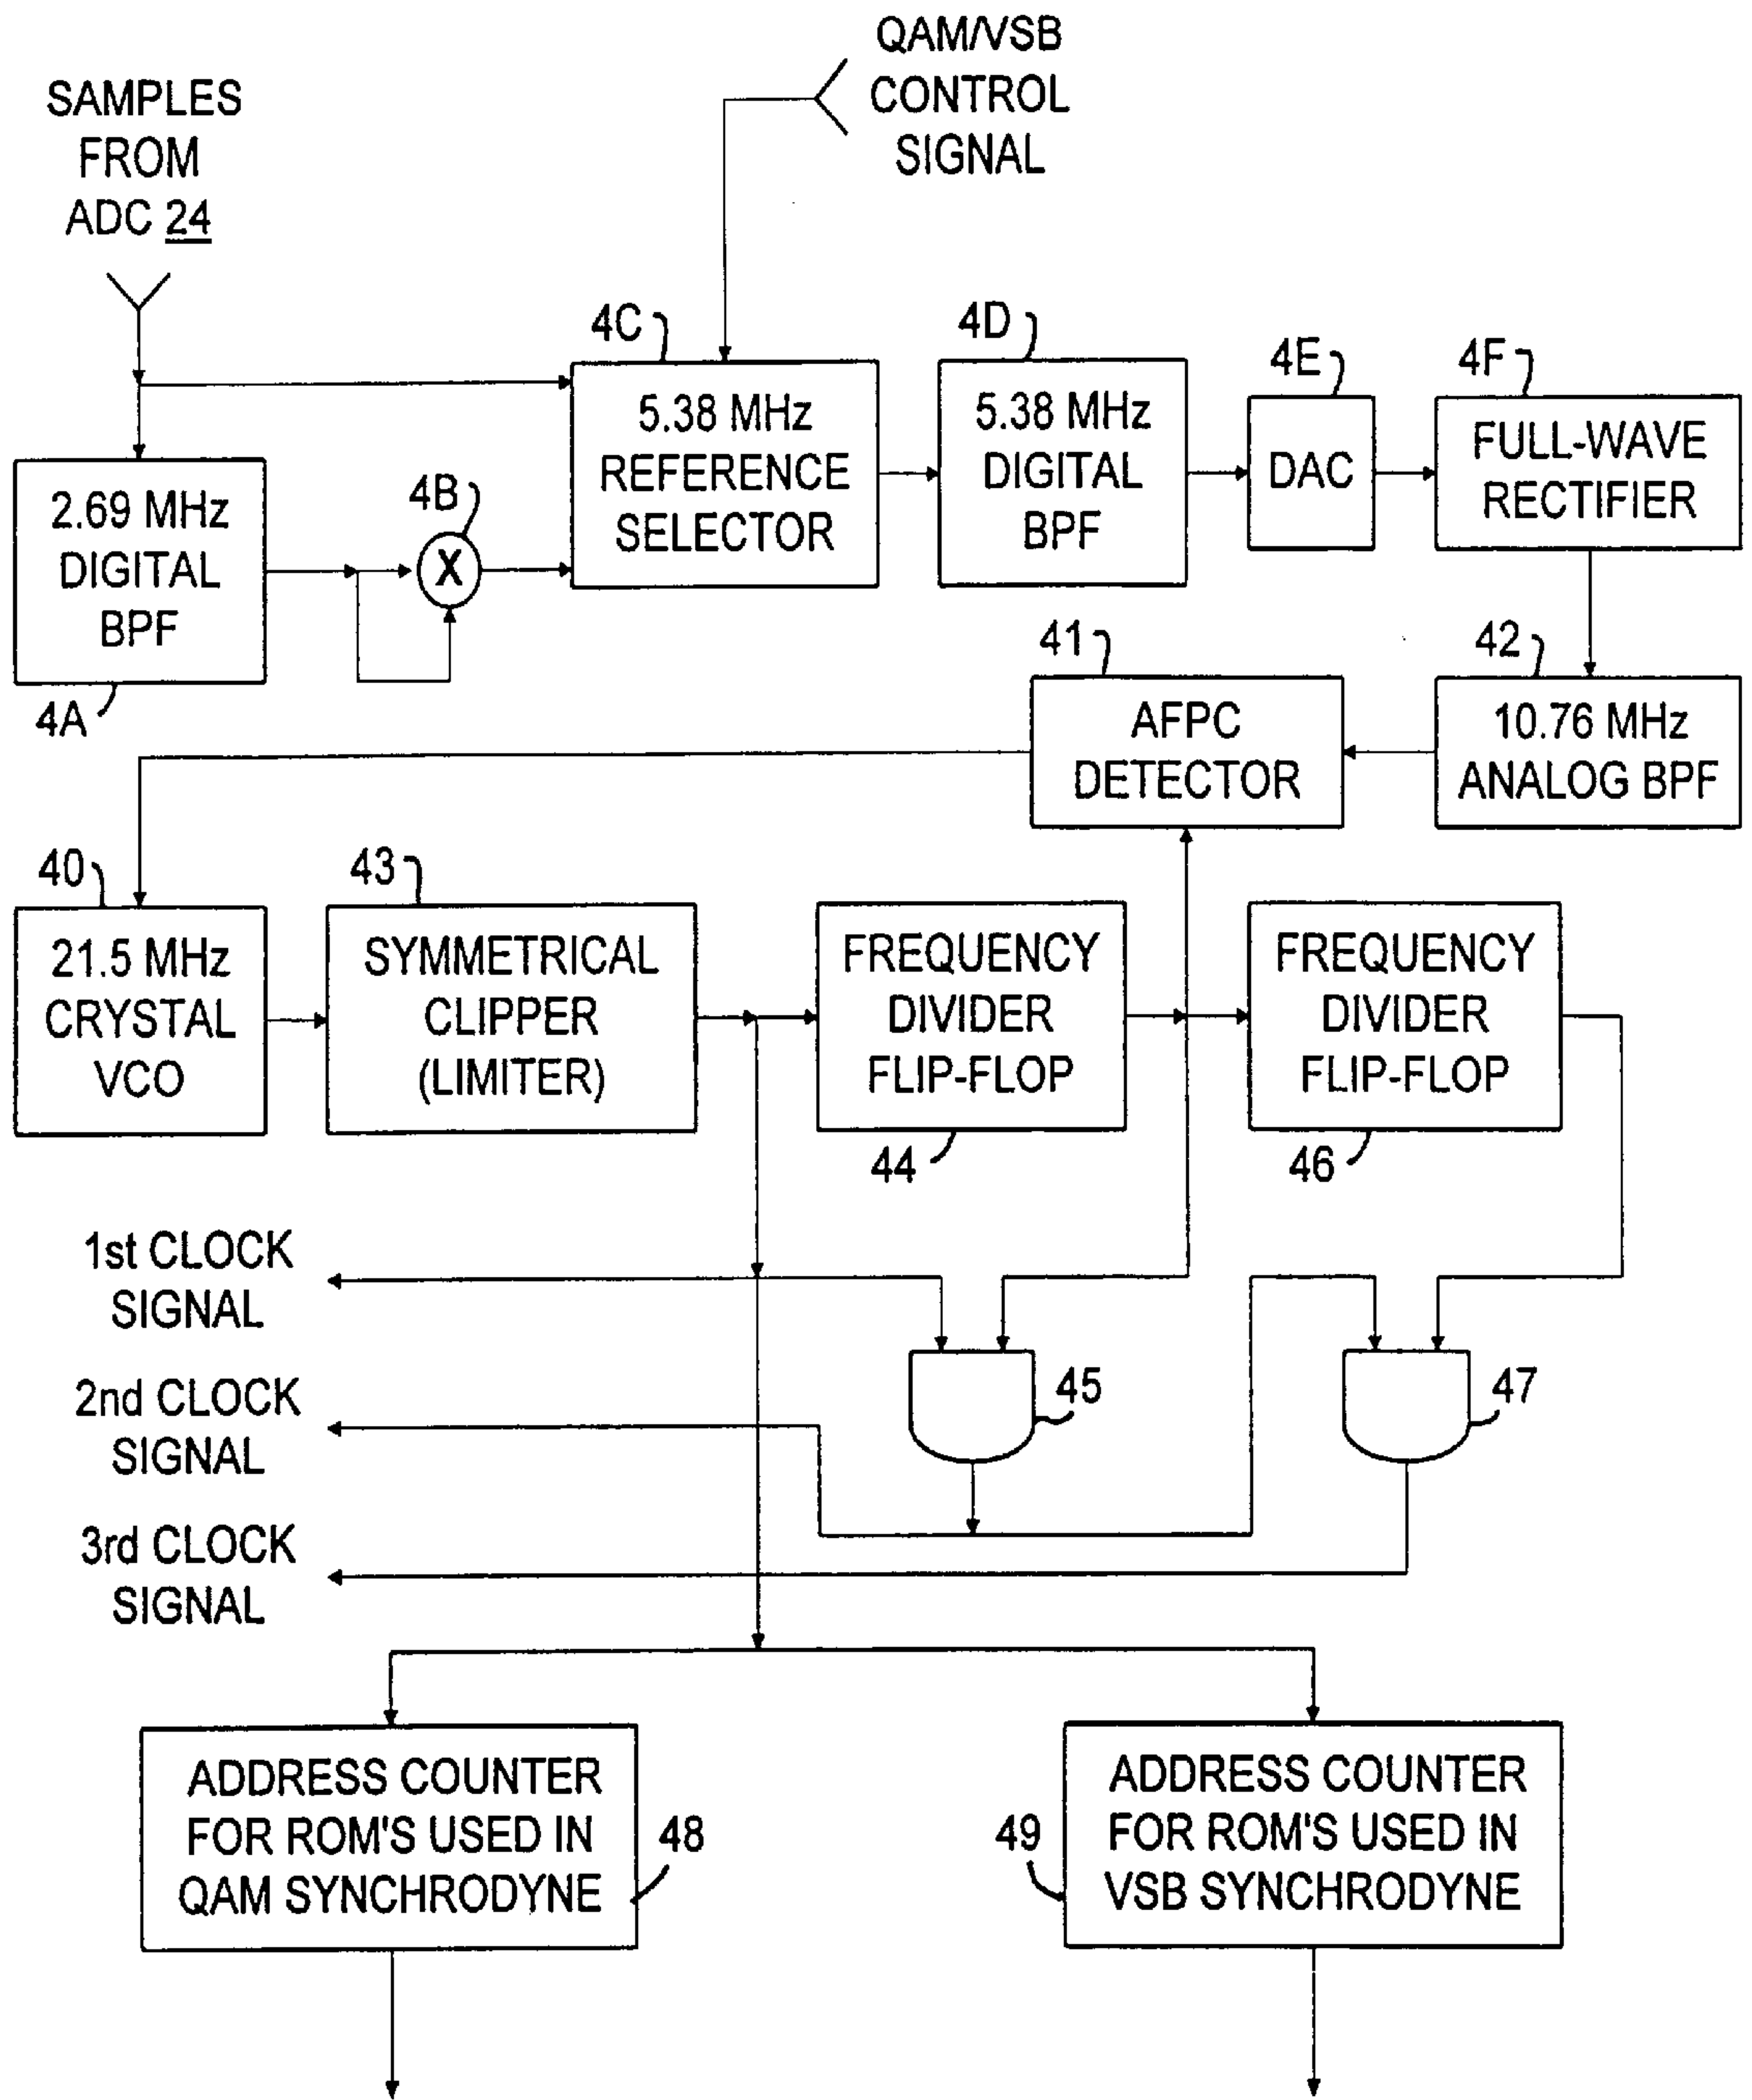 QAM/VSB
CONTROL
SIGNAL
SAMPLES
FROM
ADC 24
4C
4D
4E
4F
5.38 MHz
REFERENCE
SELECTOR
5.38 MHz
DIGITAL
BPF
DAC
FULL-WAVE
RECTIFIER
2.69 MHz
DIGITAL
BPF
4B
X
4A
41
42
AFPC
DETECTOR
10.76 MHz
ANALOG BPF
40
43
21.5 MHz
CRYSTAL
VCO
SYMMETRICAL
CLIPPER
(LIMITER)
FREQUENCY
DIVIDER
FLIP-FLOP
FREQUENCY
DIVIDER
FLIP-FLOP
44
46
1st CLOCK
SIGNAL
2nd CLOCK
SIGNAL
45
47
3rd CLOCK
SIGNAL
ADDRESS COUNTER
FOR ROM'S USED IN
QAM SYNCHRODYNE
48
49
ADDRESS COUNTER
FOR ROM'S USED IN
VSB SYNCHRODYNE